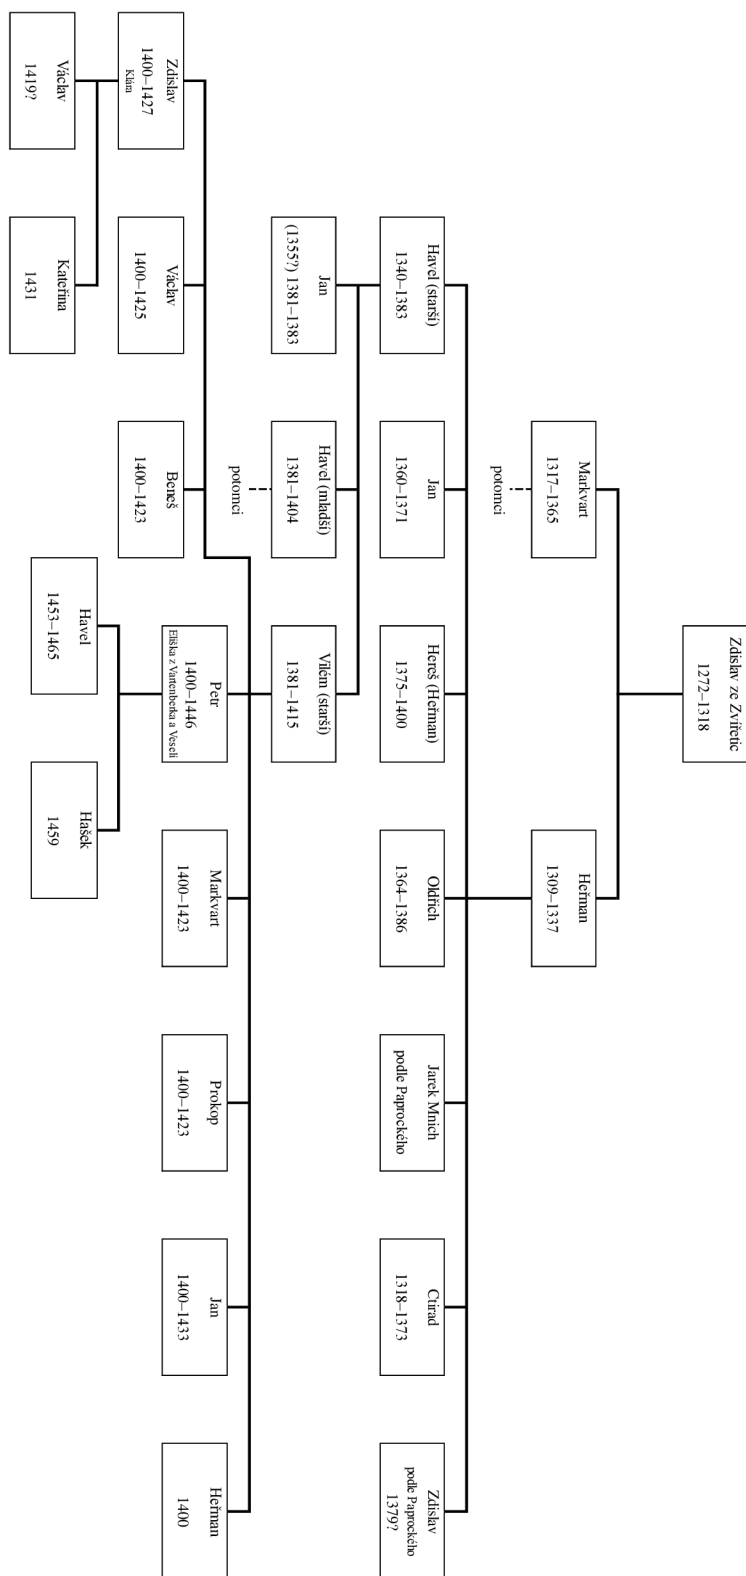 Zdislav ze Zvířetic
1272–1318
Markvart
1317–1365
Heřman
1309–1337
potomci
Havel (starší)
1340–1383
Jan
1360–1371
Hereš (Heřman)
1375–1400
Oldřich
1364–1386
Jarek Mnich
podle Paprockého
Ctirad
1318–1373
Zdislav
podle Paprockého
1379?
Jan
(1355?) 1381–1383
Havel (mladší)
1381–1404
Vilém (starší)
1381–1415
potomci
Zdislav
1400–1427
Klára
Václav
1400–1425
Beneš
1400–1423
Petr
1400–1446
Eliška z Vartenberka a Veselí
Markvart
1400–1423
Prokop
1400–1423
Jan
1400–1433
Heřman
1400
Václav
1419?
Kateřina
1431
Havel
1453–1465
Hašek
1459